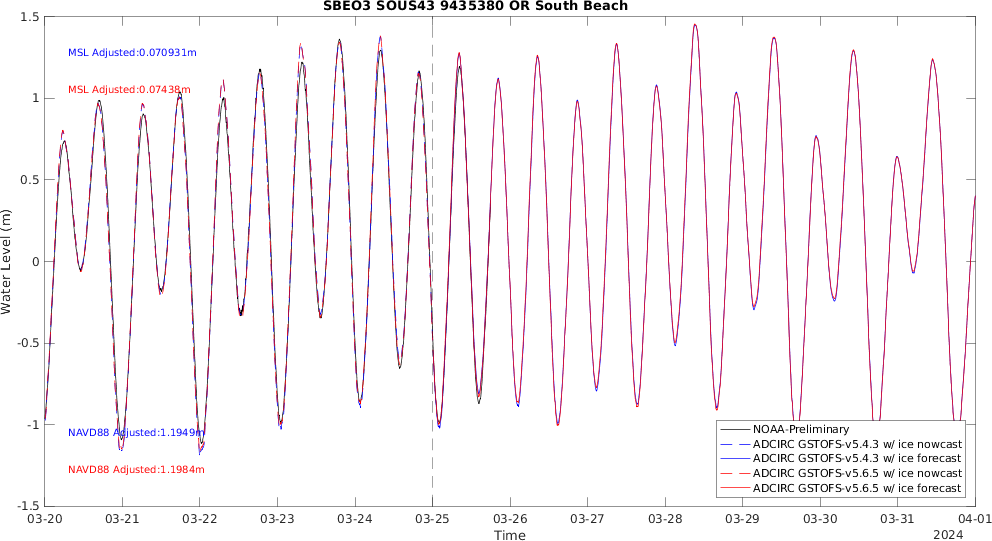 SBEO3 SOUS43 9435380 OR South Beach
1.5
1
0.5
0
-0.5
-1
-1.5
Water Level (m)
MSL Adjusted:0.070931m
MSL Adjusted:0.07438m
NAVD88 Adjusted:1.1949m
NAVD88 Adjusted:1.1984m
NOAA-Preliminary
ADCIRC GSTOFS-v5.4.3 w/ ice nowcast
ADCIRC GSTOFS-v5.4.3 w/ ice forecast
ADCIRC GSTOFS-v5.6.5 w/ ice nowcast
ADCIRC GSTOFS-v5.6.5 w/ ice forecast
03-20 03-21 03-22 03-23 03-24 03-25 03-26 03-27 03-28 03-29 03-30 03-31 04-01
Time
2024